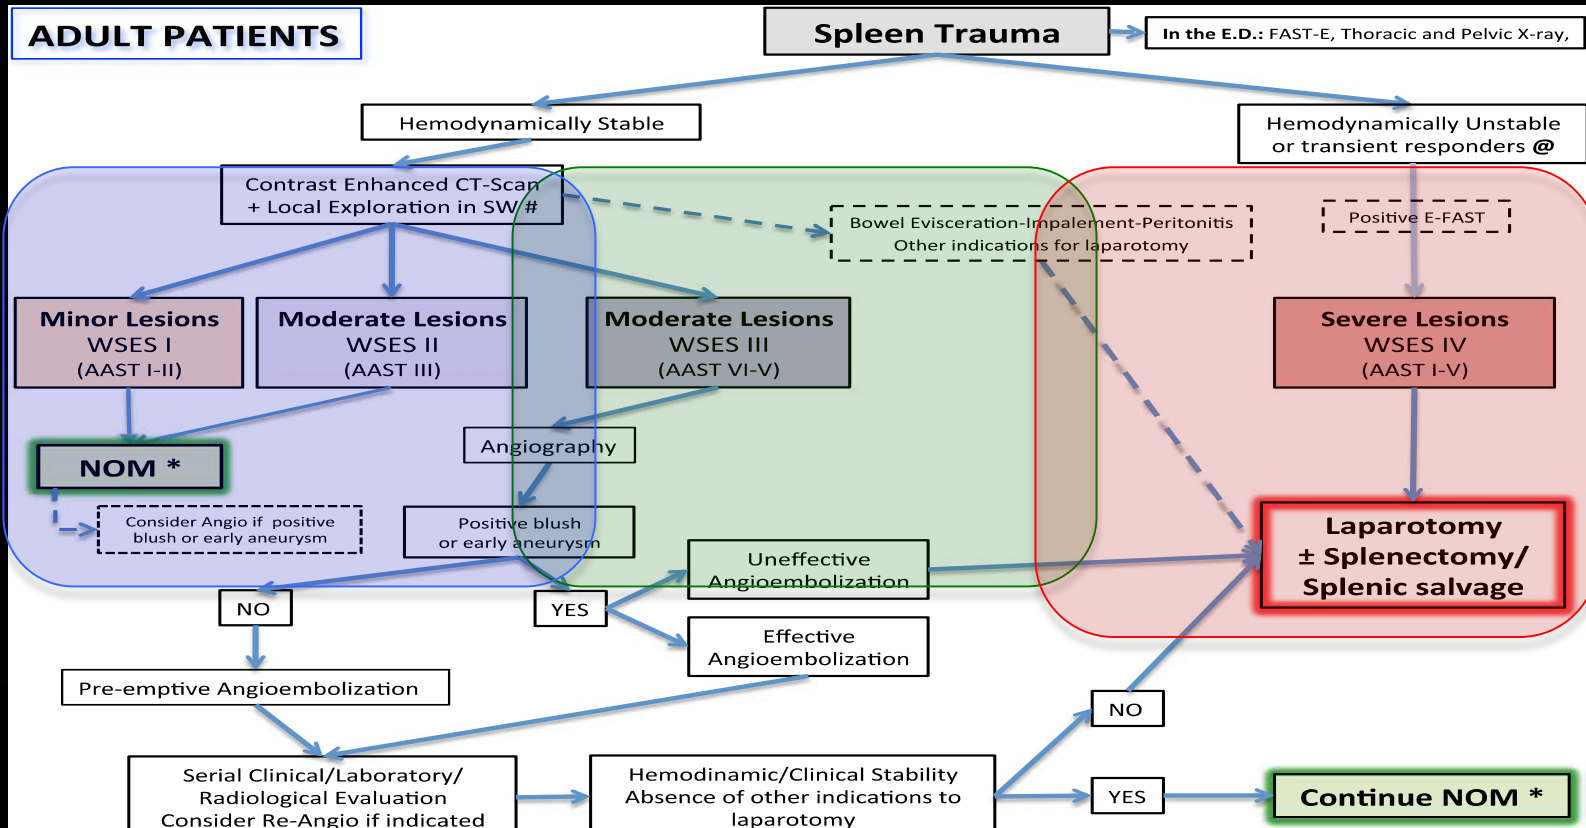 ADULT PATIENTS
Spleen Trauma
In the E.D.: FAST-E, Thoracic and Pelvic X-ray,
Hemodynamically Stable
Hemodynamically Unstable
or transient responders @
Contrast Enhanced CT-Scan
+ Local Exploration in SW #
Bowel Evisceration-Impalement-Peritonitis
Other indications for laparotomy
Positive E-FAST
Minor Lesions
WSES I
(AAST I-II)
Moderate Lesions
WSES II
(AAST III)
Moderate Lesions
WSES III
(AAST VI-V)
Severe Lesions
WSES IV
(AAST I-V)
NOM *
Angiography
Consider Angio if positive
blush or early aneurysm
Positive blush
or early aneurysm
Uneffective
Angioembolization
Laparotomy
± Splenectomy/
Splenic salvage
NO
YES
Effective
Angioembolization
Pre-emptive Angioembolization
NO
Serial Clinical/Laboratory/
Radiological Evaluation
Consider Re-Angio if indicated
Hemodinamic/Clinical Stability
Absence of other indications to
laparotomy
YES
Continue NOM *